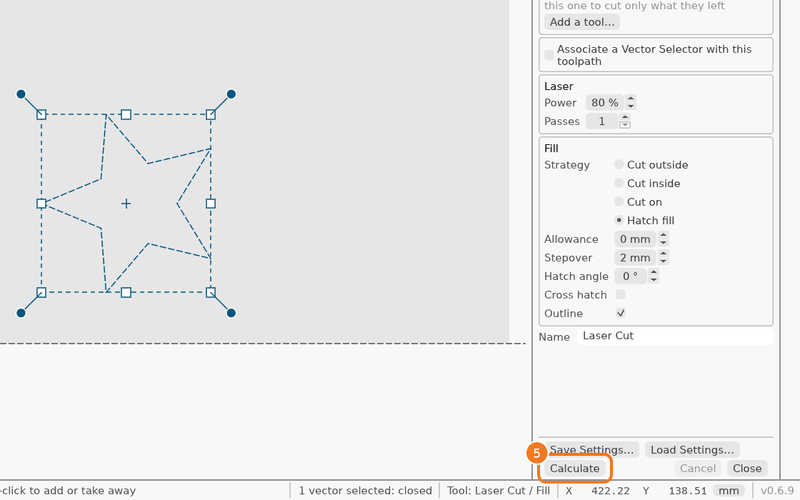 this one to cut only what they left
Add a tool...
Associate a Vector Selector with this
toolpath
Laser
Power 80 %
Passes 1
Fill
Strategy Cut outside
Cut inside
Cut on
Hatch fill
Allowance 0 mm
Stepover 2 mm
Hatch angle 0 °
Cross hatch
Outline
Name Laser Cut
5
Save Settings... Load Settings...
Calculate Cancel Close
-click to add or take away 1 vector selected: closed Tool: Laser Cut / Fill X 422.22 Y 138.51 mm v0.6.9